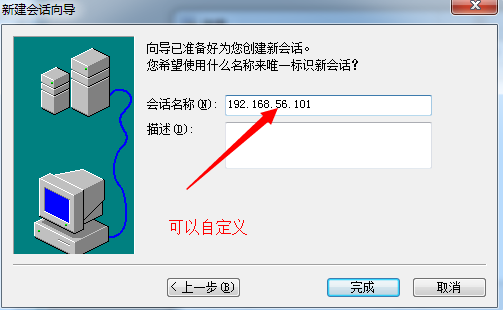 新建会话向导
向导已准备好为您创建新会话。
您希望使用什么名称来唯一标识新会话?
会话名称(N): 192.168.56.101
描述(D):
可以自定义
<上一步(B)
完成
取消